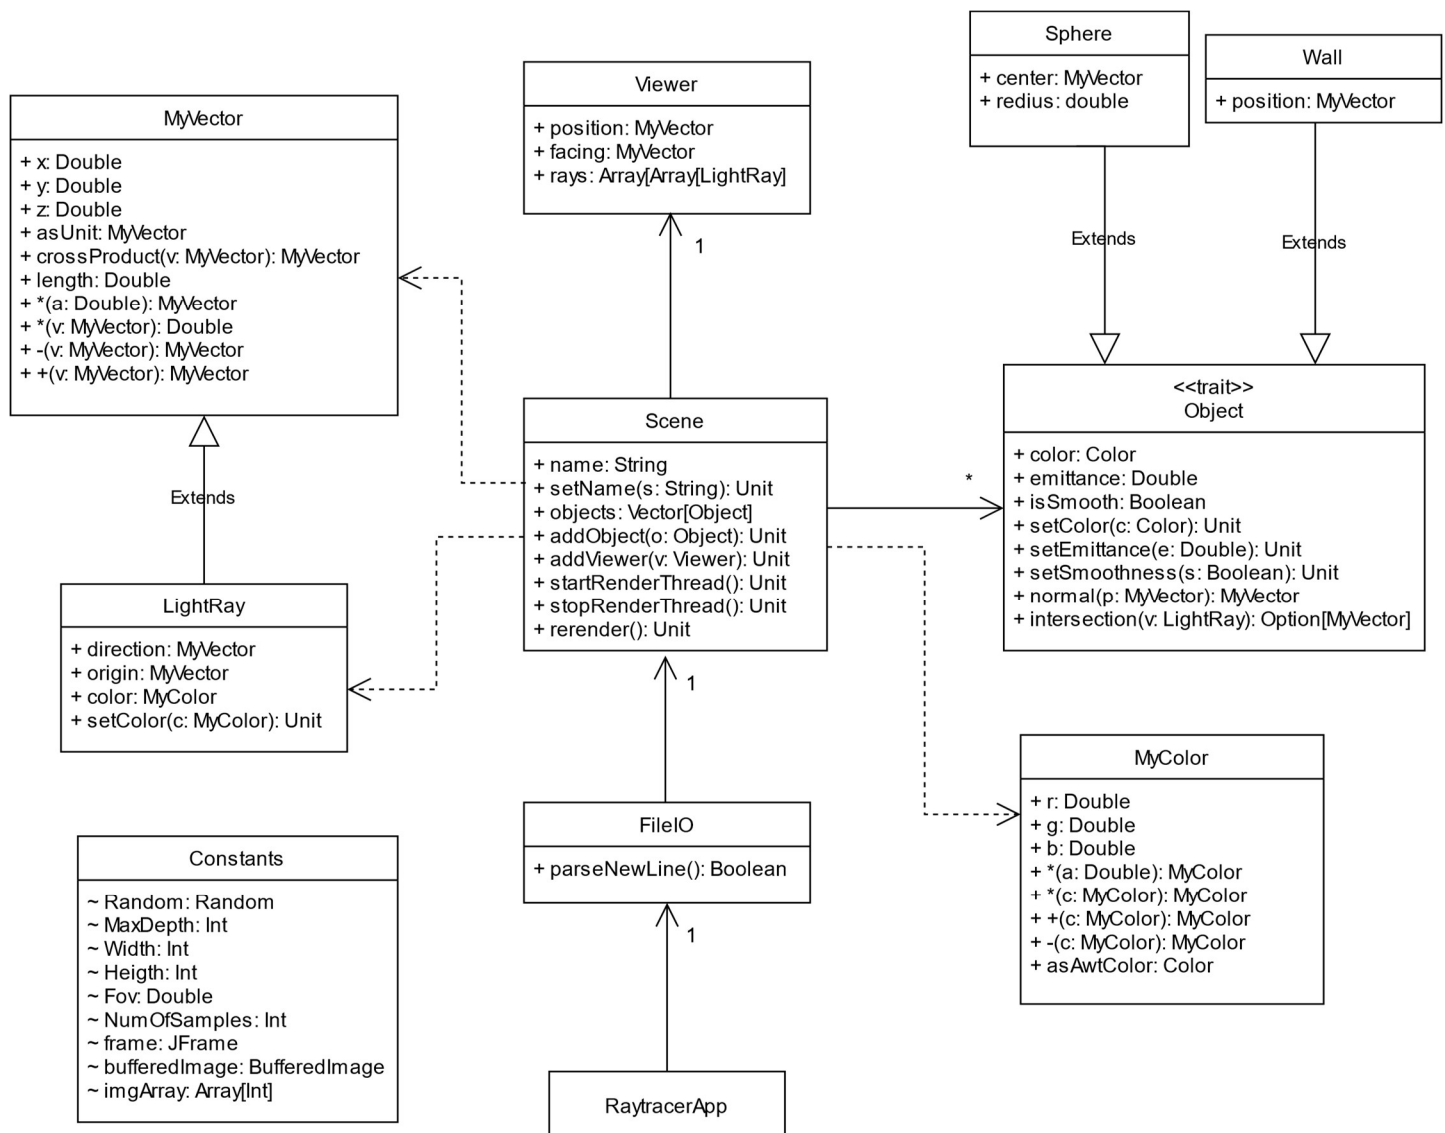 Sphere
+ center: MyVector
+ redius: double
Wall
+ position: MyVector
Viewer
+ position: MyVector
+ facing: MyVector
+ rays: Array[Array[LightRay]
MyVector
+ x: Double
+ y: Double
+ z: Double
+ asUnit: MyVector
+ crossProduct(v: MyVector): MyVector
+ length: Double
+ *(a: Double): MyVector
+ *(v: MyVector): Double
+ -(v: MyVector): MyVector
+ +(v: MyVector): MyVector
1
Extends
Extends
<<trait>>
Object
+ color: Color
+ emittance: Double
+ isSmooth: Boolean
+ setColor(c: Color): Unit
+ setEmittance(e: Double): Unit
+ setSmoothness(s: Boolean): Unit
+ normal(p: MyVector): MyVector
+ intersection(v: LightRay): Option[MyVector]
Scene
+ name: String
+ setName(s: String): Unit
+ objects: Vector[Object]
+ addObject(o: Object): Unit
+ addViewer(v: Viewer): Unit
+ startRenderThread(): Unit
+ stopRenderThread(): Unit
+ rerender(): Unit
*
Extends
LightRay
+ direction: MyVector
+ origin: MyVector
+ color: MyColor
+ setColor(c: MyColor): Unit
1
MyColor
+ r: Double
+ g: Double
+ b: Double
+ *(a: Double): MyColor
+ *(c: MyColor): MyColor
+ +(c: MyColor): MyColor
+ -(c: MyColor): MyColor
+ asAwtColor: Color
FileIO
+ parseNewLine(): Boolean
1
Constants
~ Random: Random
~ MaxDepth: Int
~ Width: Int
~ Heigth: Int
~ Fov: Double
~ NumOfSamples: Int
~ frame: JFrame
~ bufferedImage: BufferedImage
~ imgArray: Array[Int]
RaytracerApp